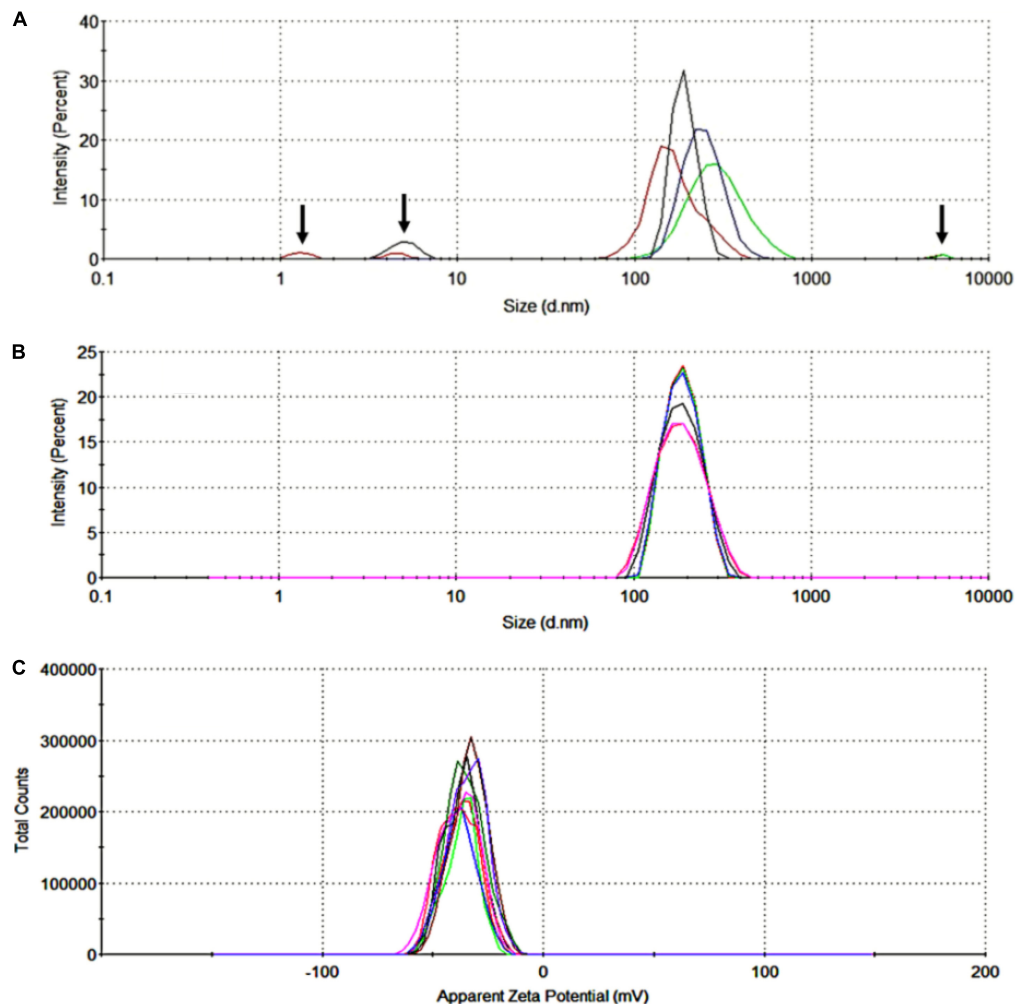 A
Intensity (Percent)
40
30
20
10
0
0.1 1 10 100 1000 10000
Size (d.nm)
B
Intensity (Percent)
25
20
15
10
5
0
0.1 1 10 100 1000 10000
Size (d.nm)
C
Total Counts
400000
300000
200000
100000
0
-100 0 100 200
Apparent Zeta Potential (mV)